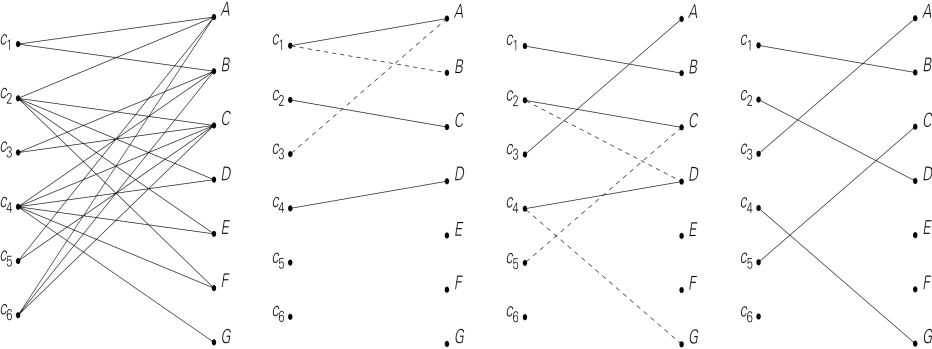 A A A A
c1 c1 c1 c1
B B B B
c2 c2 c2 c2
C C C C
c3 c3 c3 c3
D D D D
c4 c4 c4 c4
E E E E
c5 c5 c5 c5
F F F F
c6 c6 c6 c6
G G G G